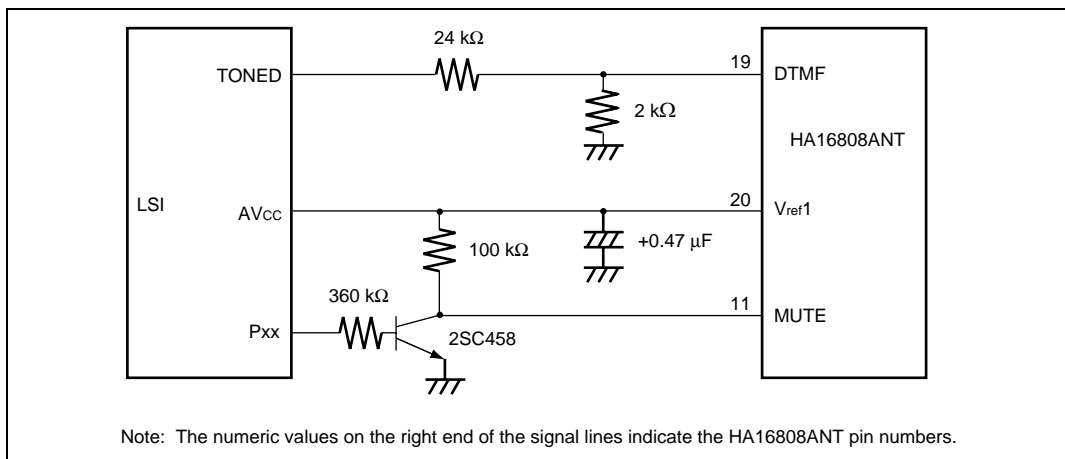 24 kΩ
TONED
19
DTMF
2 kΩ
HA16808ANT
LSI
AVCC
20
Vref1
100 kΩ
+0.47 μF
360 kΩ
11
MUTE
Pxx
2SC458
Note: The numeric values on the right end of the signal lines indicate the HA16808ANT pin numbers.